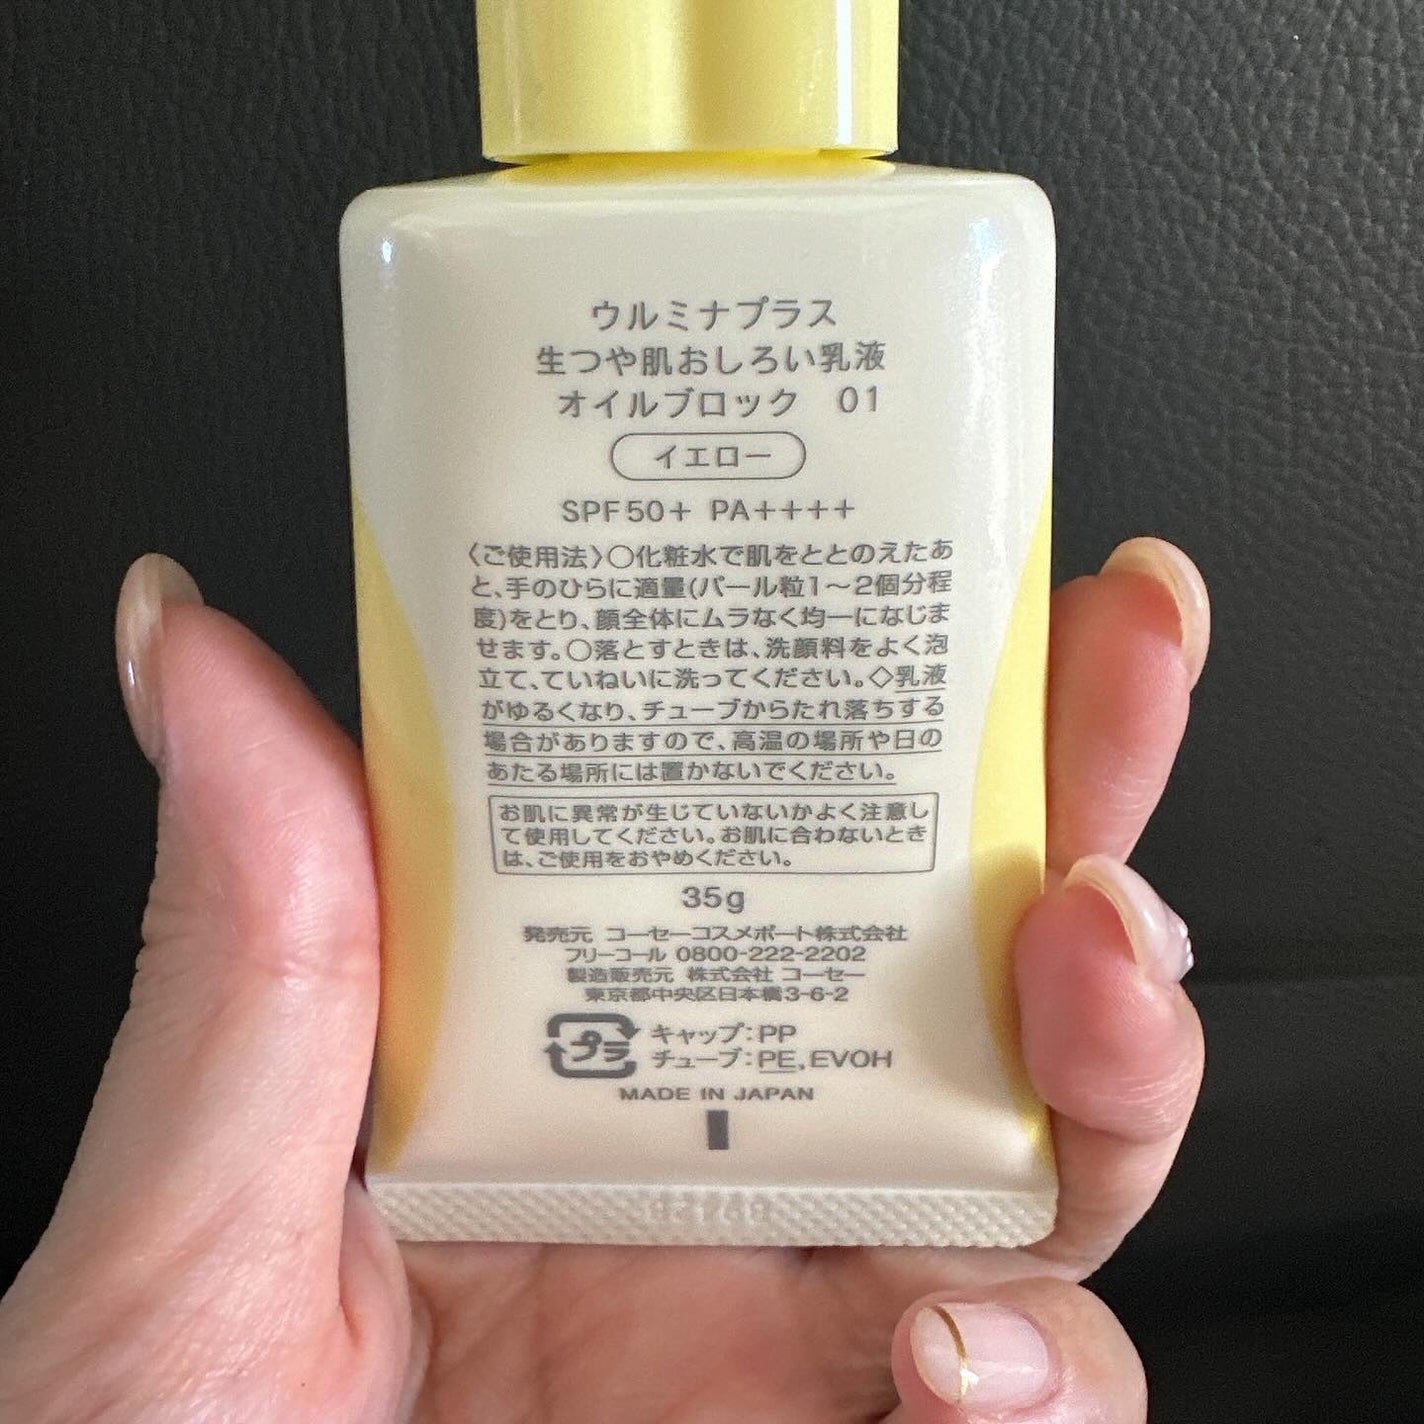 ウルミナプラス
生つや肌おしろい乳液
オイルブロック 01
イエロー
SPF50+ PA++++
〈ご使用法〉○化粧水で肌をととのえたあ
と、手のひらに適量(パール粒1～2個分程
度)をとり、顔全体にムラなく均一になじま
せます。○落とすときは、洗顔料をよく泡
立て、ていねいに洗ってください。◇乳液
がゆるくなり、チューブからたれ落ちする
場合がありますので、高温の場所や日の
あたる場所には置かないでください。
お肌に異常が生じていないかよく注意し
て使用してください。お肌に合わないとき
は、ご使用をおやめください。
35g
発売元 コーセーコスメポート株式会社
フリーコール 0800-222-2202
製造販売元 株式会社 コーセー
東京都中央区日本橋3-6-2
プラ キャップ:PP
チューブ:PE,EVOH
MADE IN JAPAN